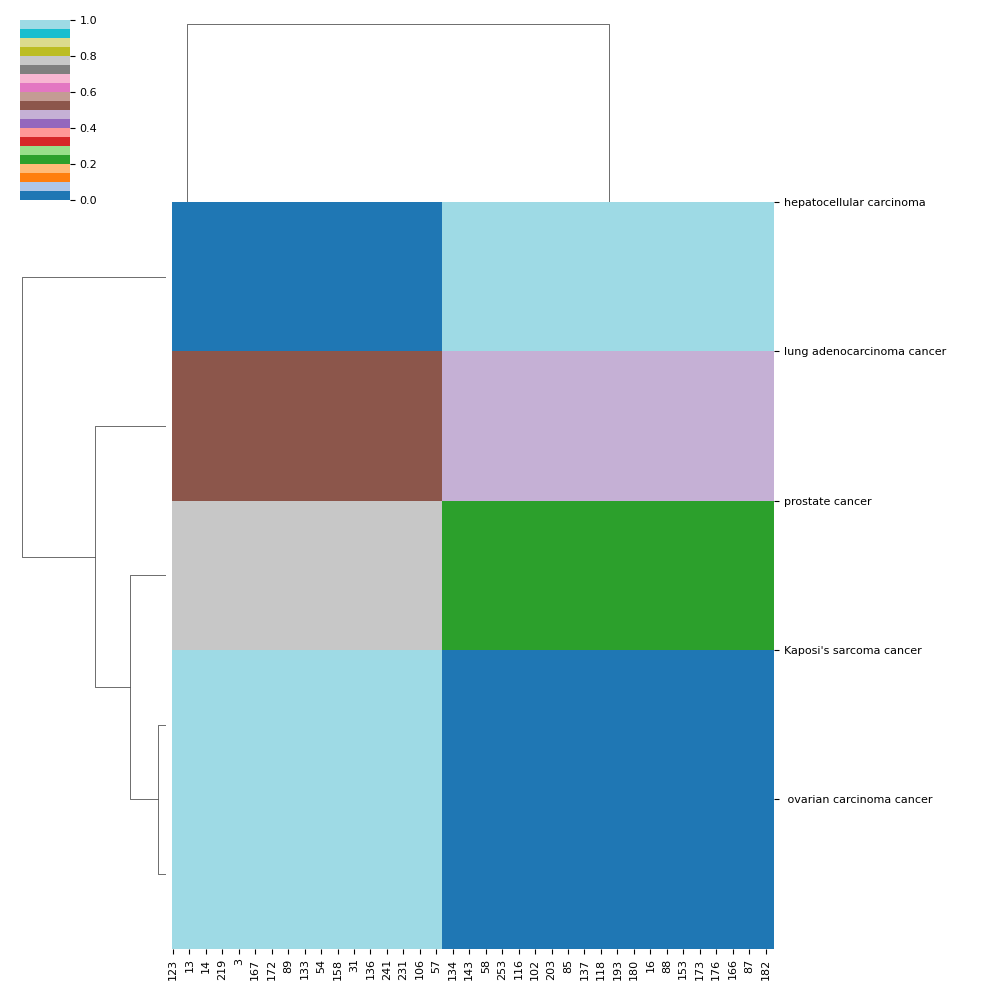 1.0
0.8
0.6
0.4
0.2
0.0
hepatocellular carcinoma
lung adenocarcinoma cancer
prostate cancer
Kaposi's sarcoma cancer
ovarian carcinoma cancer
123 13 14 219 3 167 172 89 133 54 158 31 136 241 231 106 57 134 143 58 253 116 102 203 85 137 118 193 180 16 88 153 173 176 166 87 182